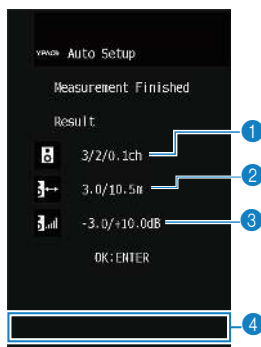 YPAO Auto Setup
Measurement Finished
Result
3/2/0.1ch
1
3.0/10.5m
2
-3.0/+10.0dB
3
OK:ENTER
4